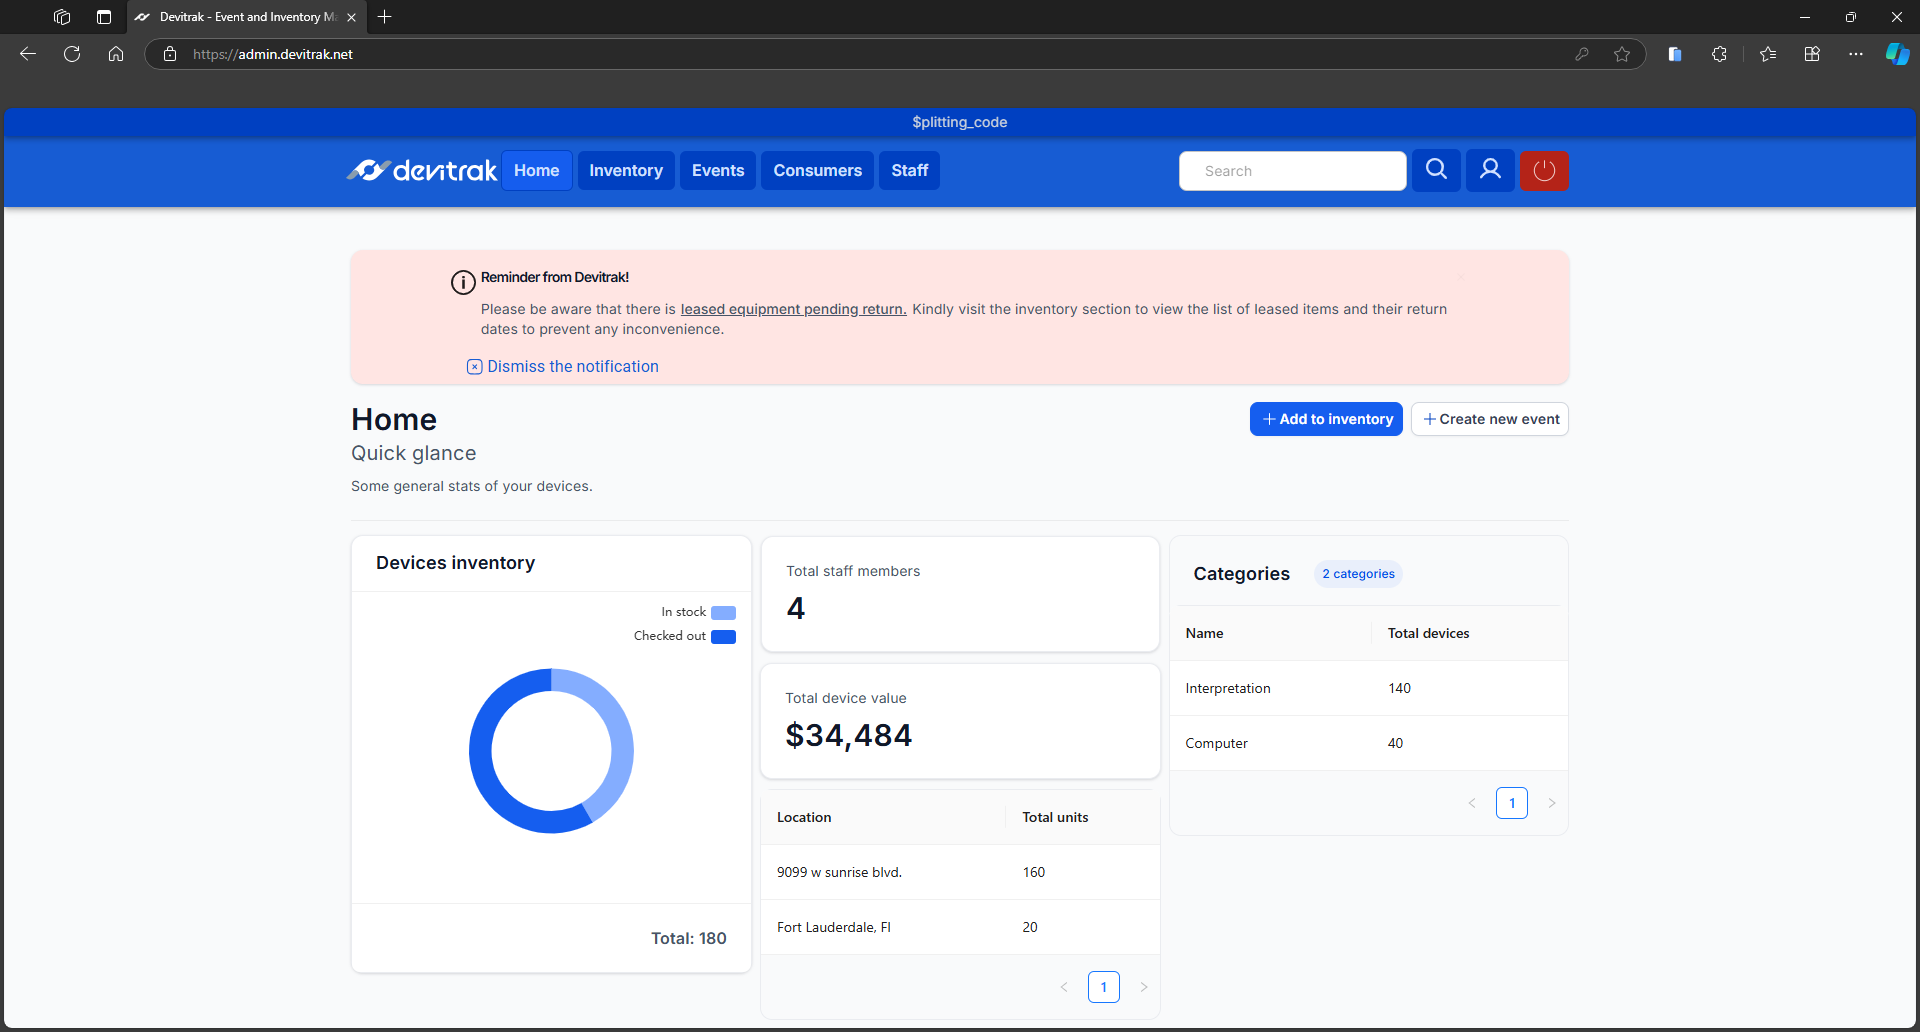 Devitrak - Event and Inventory Ma
https://admin.devitrak.net
$plitting_code
devitrak Home Inventory Events Consumers Staff Search
Reminder from Devitrak!
Please be aware that there is leased equipment pending return. Kindly visit the inventory section to view the list of leased items and their return
dates to prevent any inconvenience.
Dismiss the notification
Home
Add to inventory
Create new event
Quick glance
Some general stats of your devices.
Devices inventory
In stock
Checked out
Total: 180
Total staff members
4
Total device value
$34,484
Location Total units
9099 w sunrise blvd. 160
Fort Lauderdale, Fl 20
< 1 >
Categories 2 categories
Name Total devices
Interpretation 140
Computer 40
< 1 >